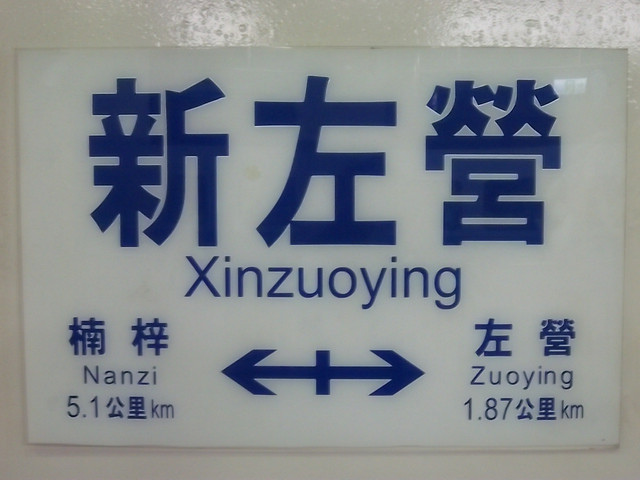 新左營
Xinzuoying
楠梓
Nanzi
5.1公里km
左營
Zuoying
1.87公里km